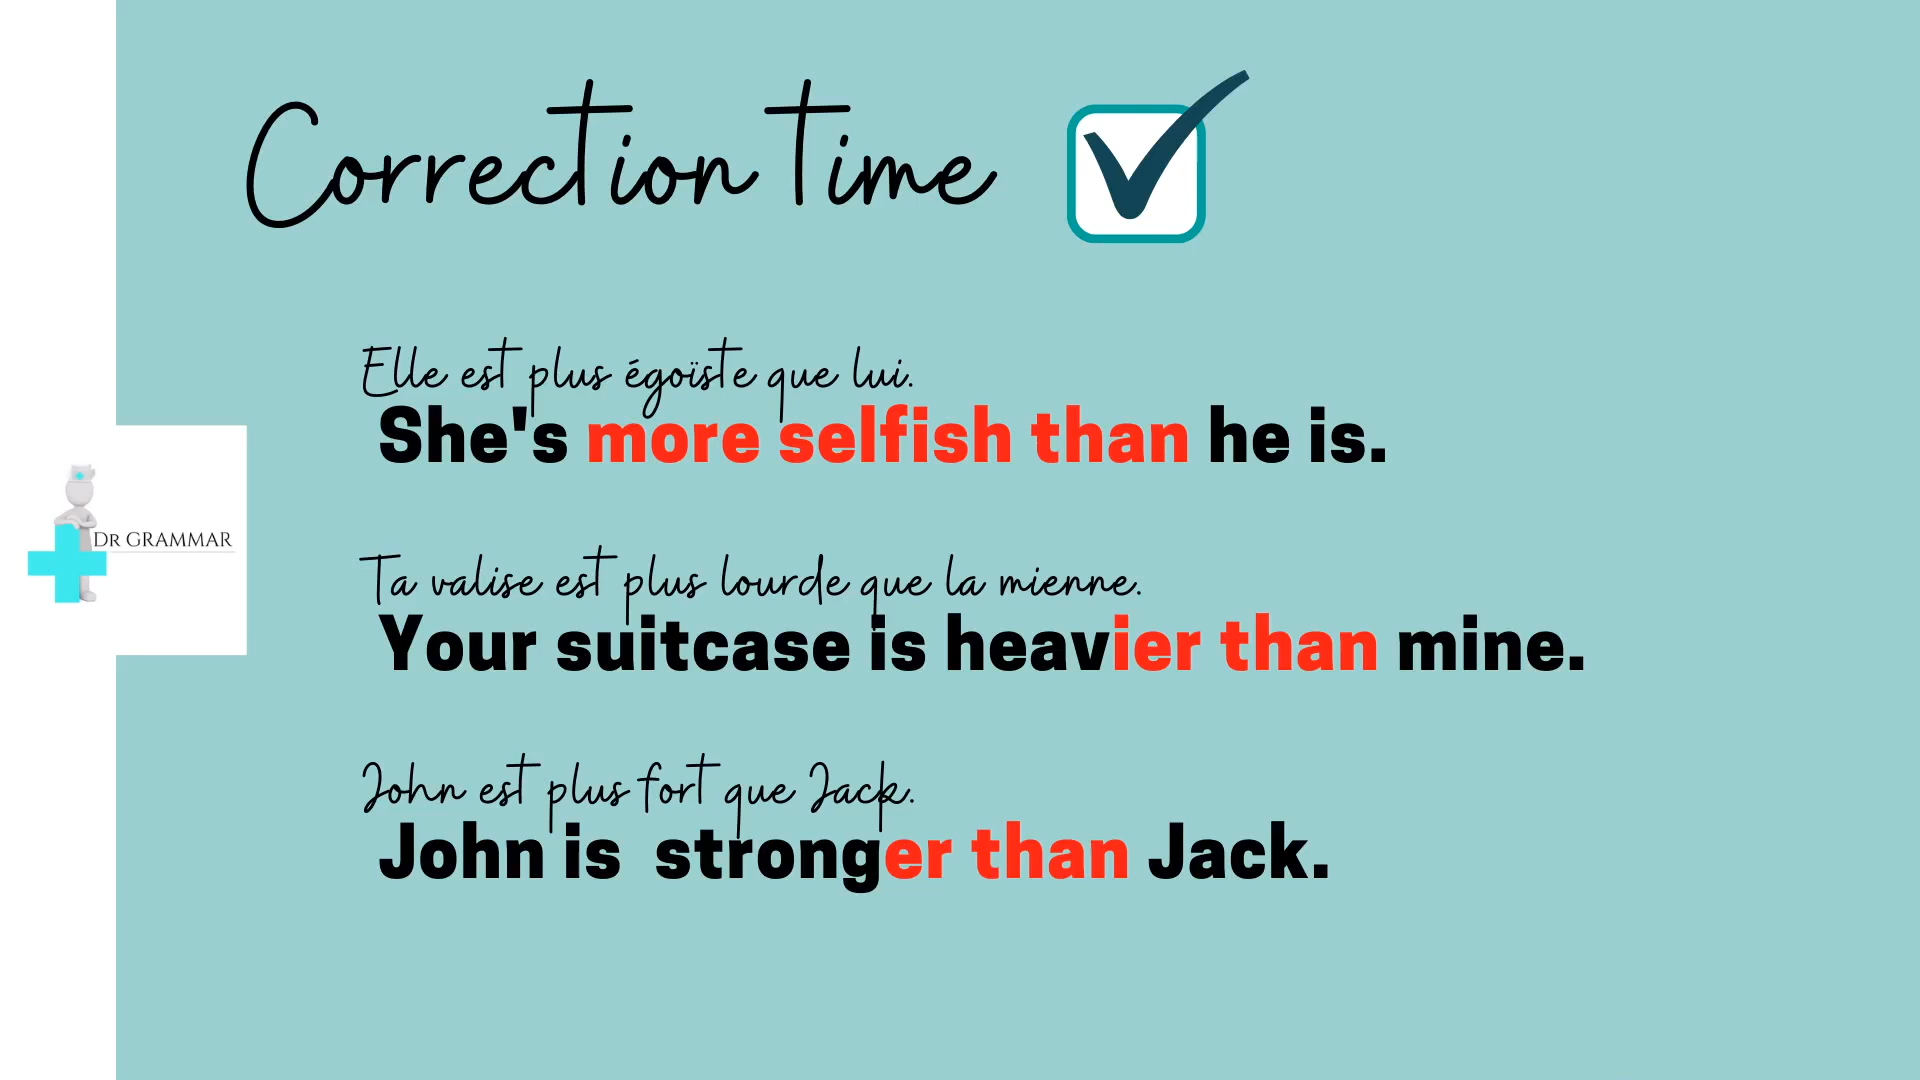 Correction time
Elle est plus égoïste que lui.
She's more selfish than he is.
DR GRAMMAR
Ta valise est plus lourde que la mienne.
Your suitcase is heavier than mine.
John est plus fort que Jack.
John is  stronger than Jack.